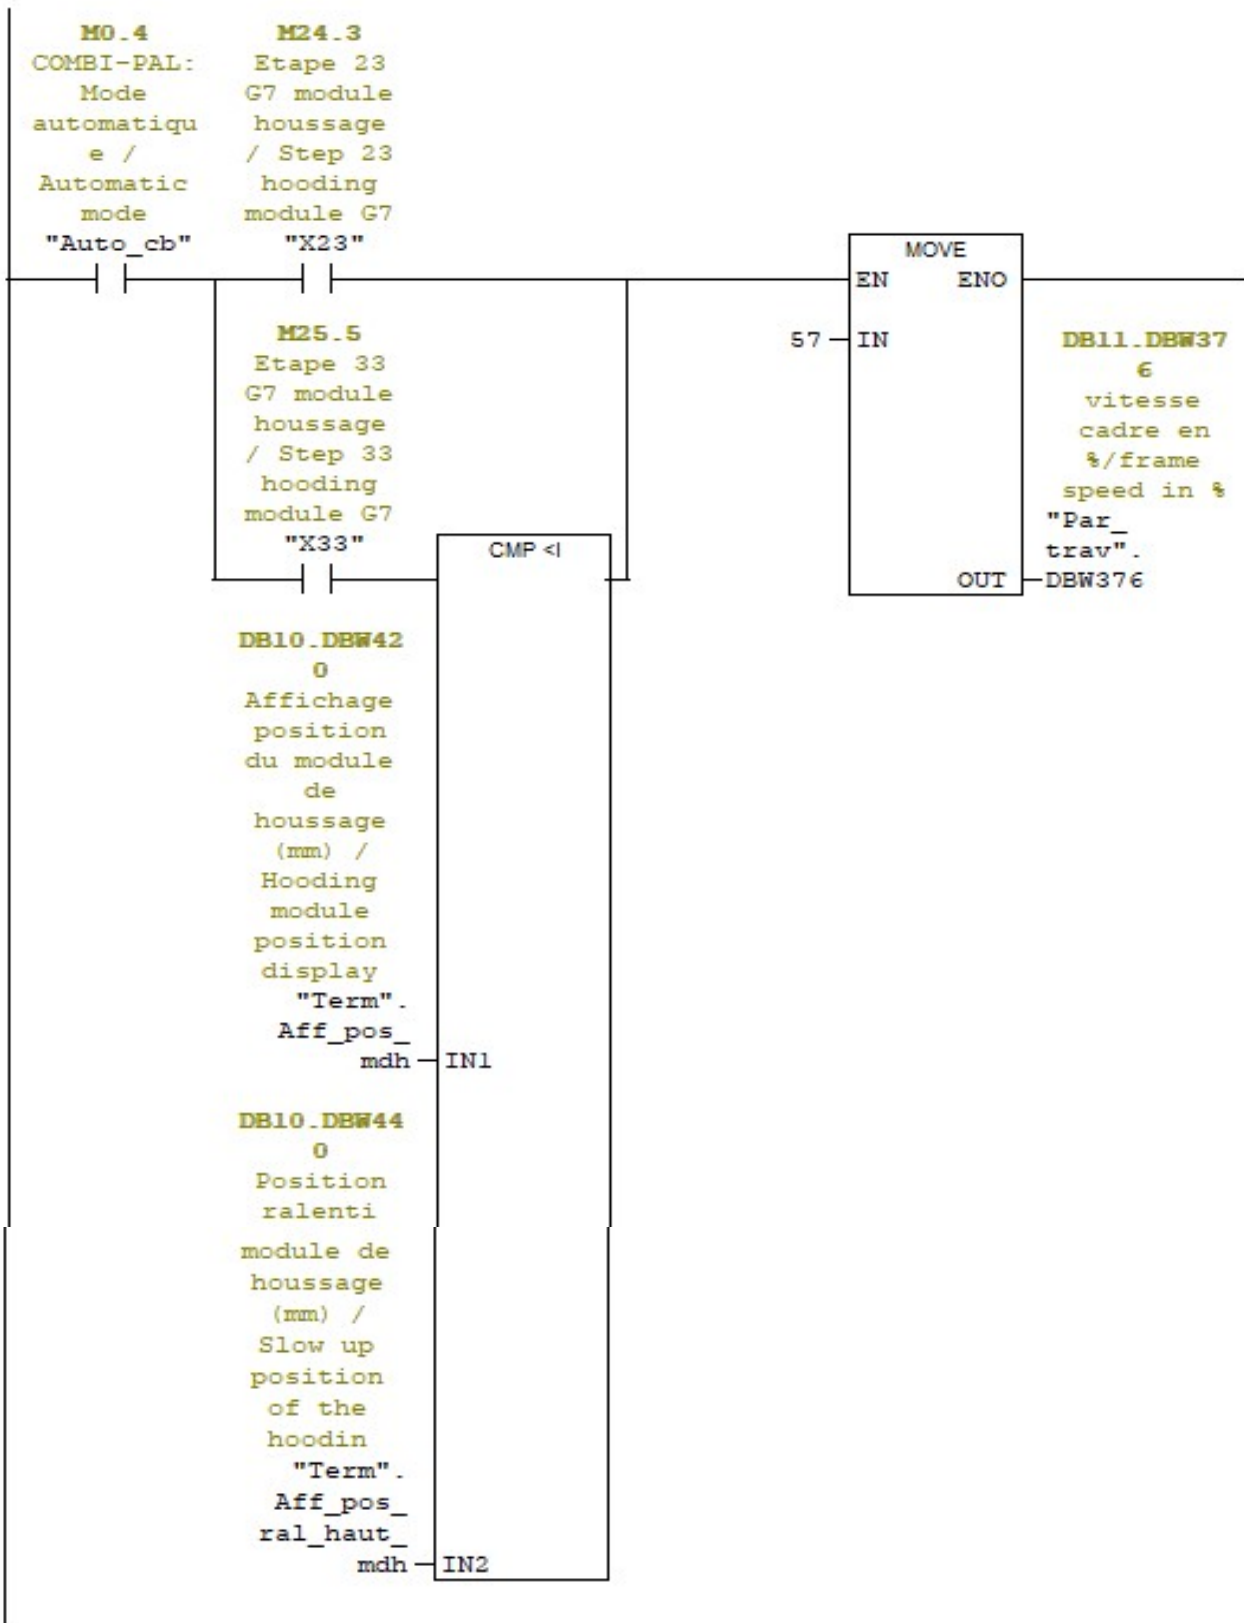 M0.4
COMBI-PAL:
Mode
automatiqu
e /
Automatic
mode
"Auto_cb"
M24.3
Etape 23
G7 module
houssage
/ Step 23
hooding
module G7
"X23"
M25.5
Etape 33
G7 module
houssage
/ Step 33
hooding
module G7
"X33"
CMP <I
DB10.DBW42
0
Affichage
position
du module
de
houssage
(mm) /
Hooding
module
position
display
"Term".
Aff_pos_
mdh
IN1
DB10.DBW44
0
Position
ralenti
module de
houssage
(mm) /
Slow up
position
of the
hoodin
"Term".
Aff_pos_
ral_haut_
mdh
IN2
MOVE
EN ENO
57 IN
DB11.DBW37
6
vitesse
cadre en
%/frame
speed in %
"Par_
trav".
OUT DBW376